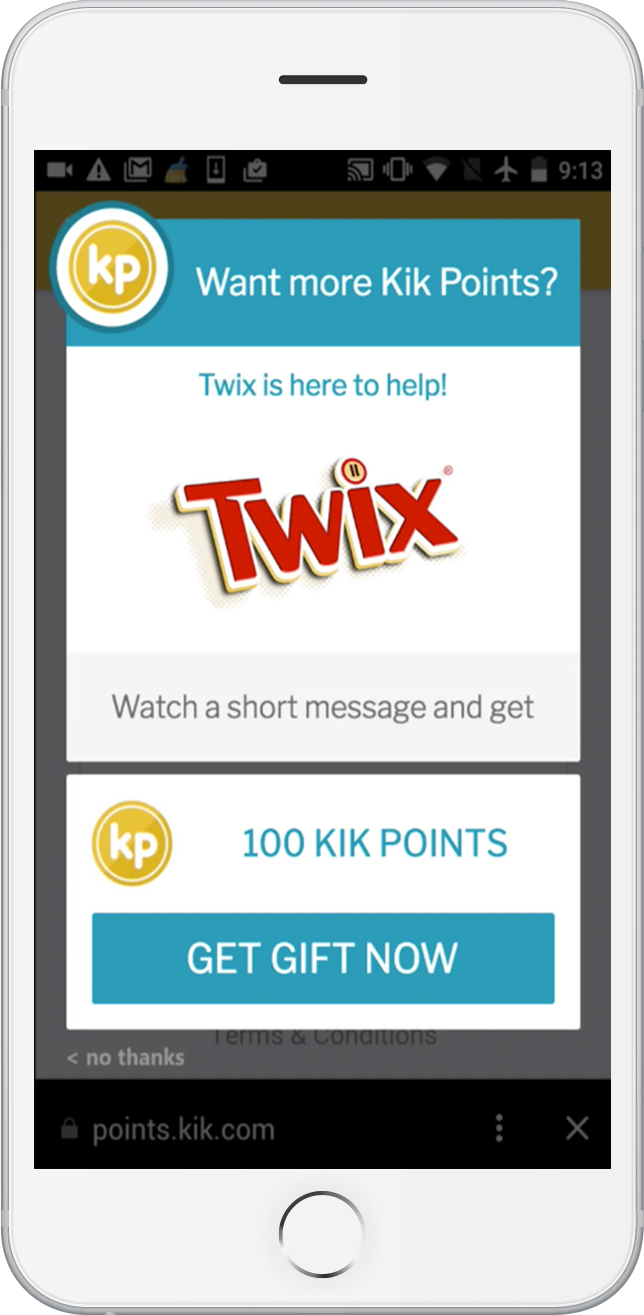 9:13
kp
Want more Kik Points?
Twix is here to help!
TWiX®
Watch a short message and get
kp
100 KIK POINTS
GET GIFT NOW
Terms & Conditions
< no thanks
points.kik.com